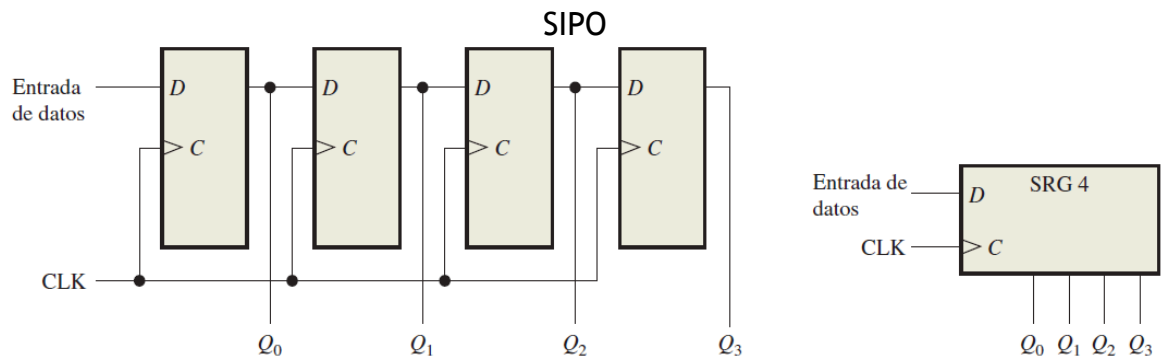 SIPO
Entrada
de datos
D
D
D
D
C
C
C
C
CLK
Q0
Q1
Q2
Q3
Entrada de
datos
SRG 4
D
CLK
C
Q0 Q1 Q2 Q3